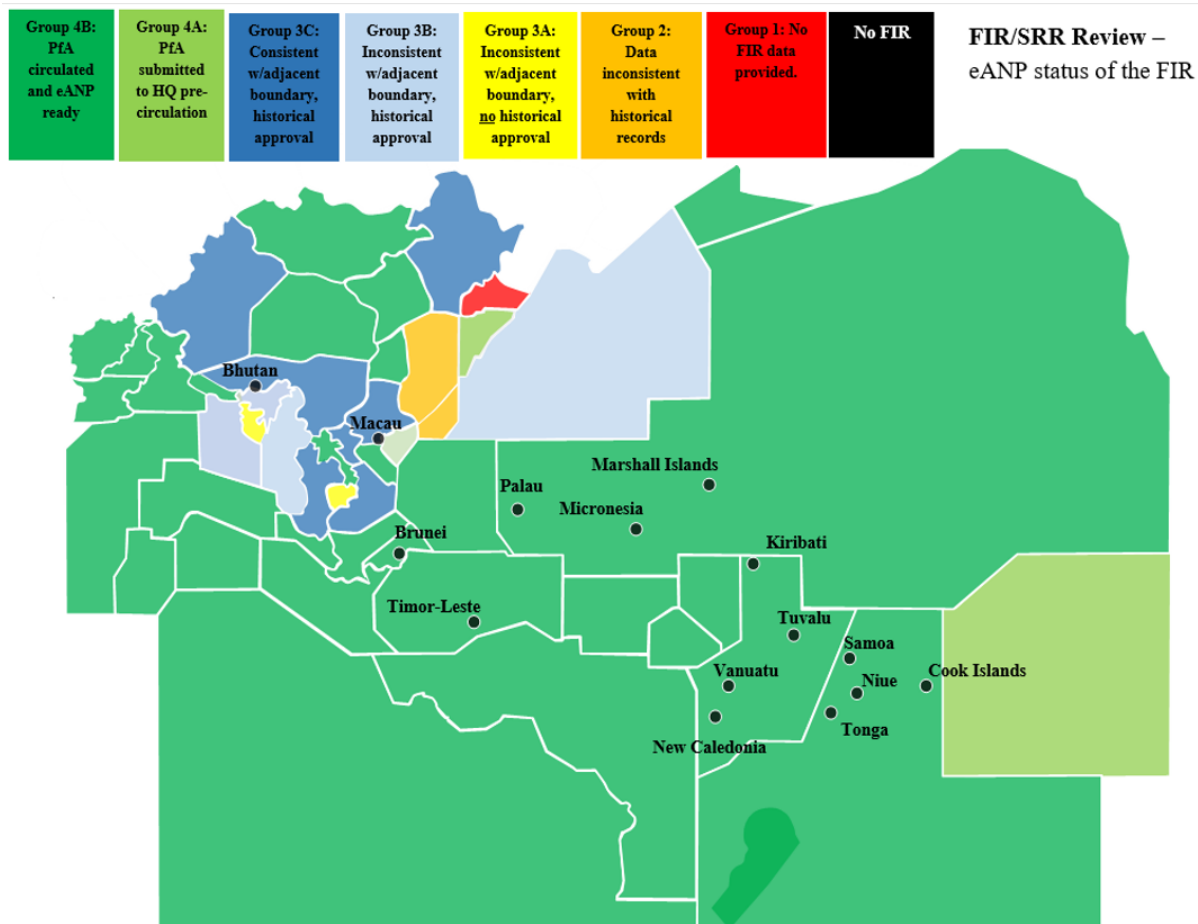 Group 4B:
PfA
circulated
and eANP
ready
Group 4A:
PfA
submitted
to HQ pre-
circulation
Group 3C:
Consistent
w/adjacent
boundary,
historical
approval
Group 3B:
Inconsistent
w/adjacent
boundary,
historical
approval
Group 3A:
Inconsistent
w/adjacent
boundary,
no historical
approval
Group 2:
Data
inconsistent
with
historical
records
Group 1: No
FIR data
provided.
No FIR
FIR/SRR Review –
eANP status of the FIR
Bhutan
Macau
Marshall Islands
Palau
Micronesia
Brunei
Kiribati
Timor-Leste
Tuvalu
Samoa
Vanuatu
Niue
Cook Islands
Tonga
New Caledonia